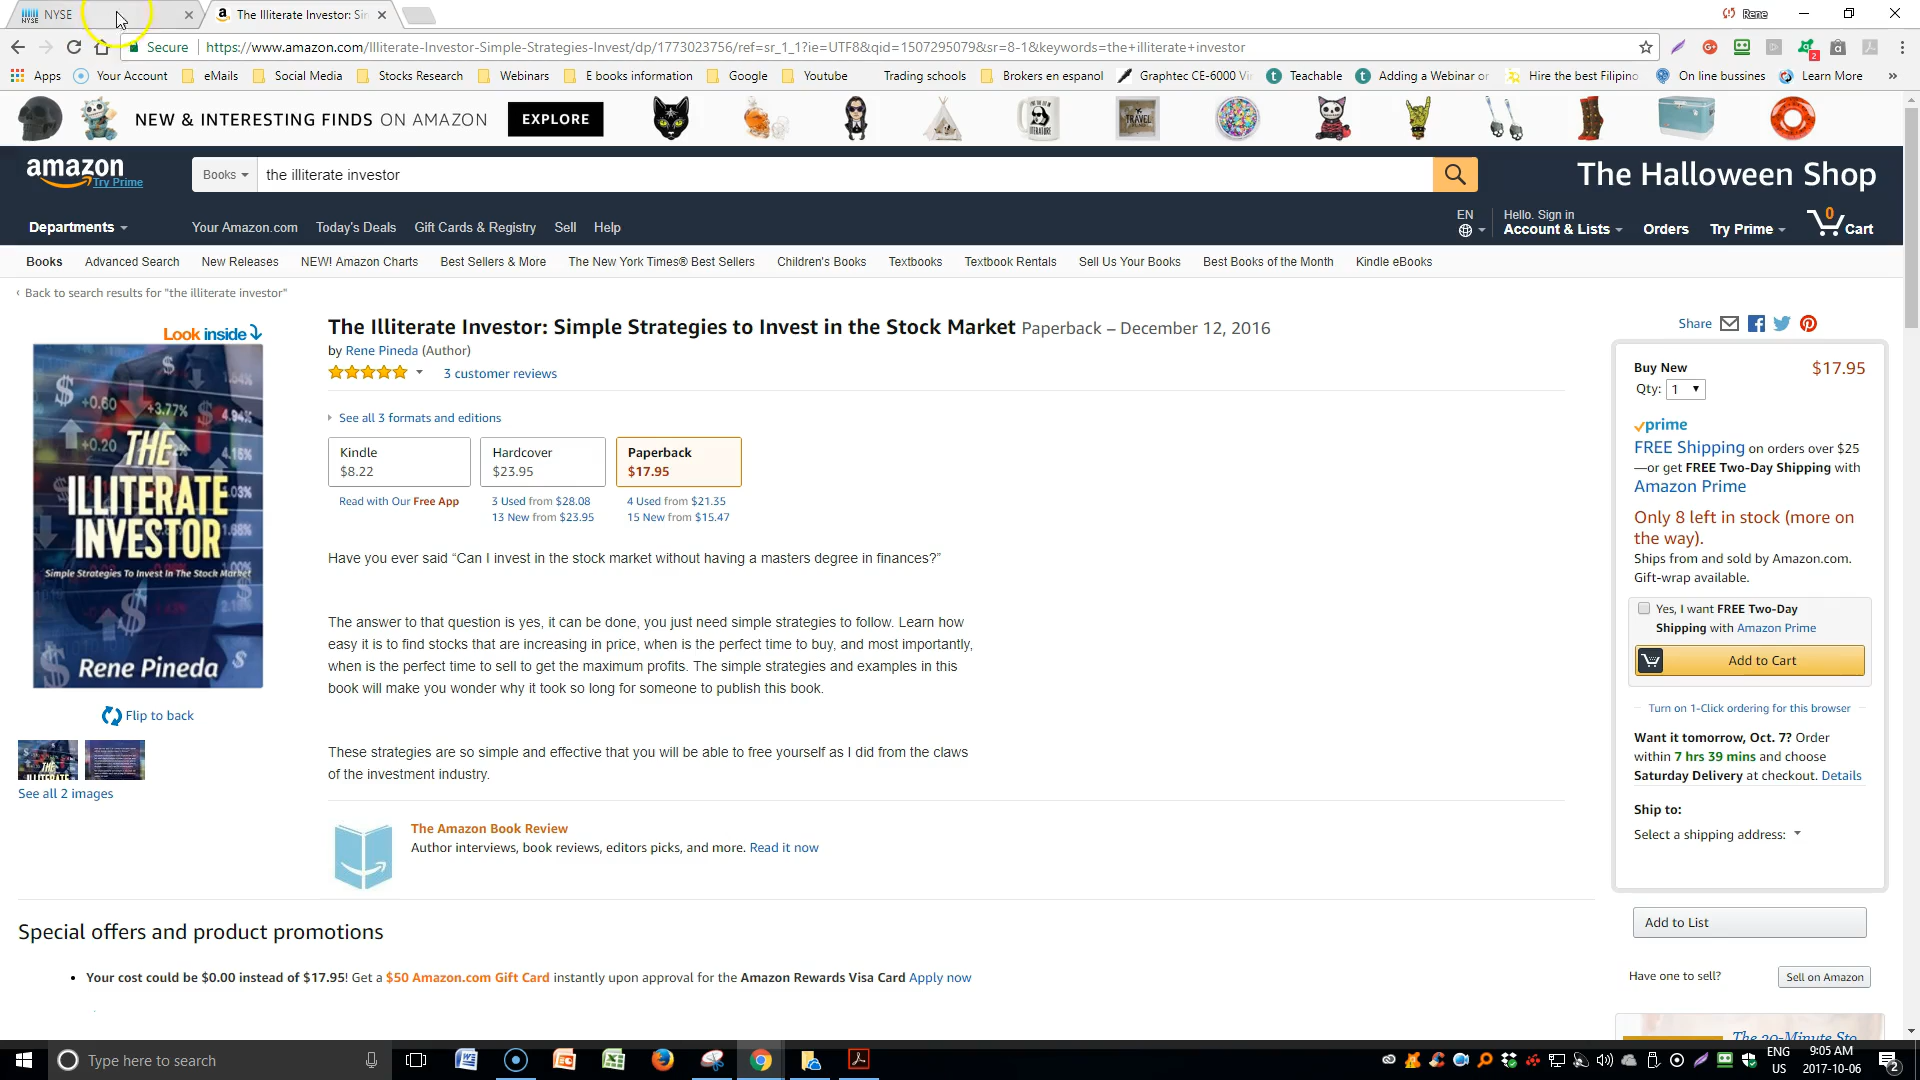 NYSE
The Illiterate Investor: Sim
Rene
Secure
https://www.amazon.com/Illiterate-Investor-Simple-Strategies-Invest/dp/1773023756/ref=sr_1_1?ie=UTF8&qid=1507295079&sr=8-1&keywords=the+illiterate+investor
Apps
Your Account
eMails
Social Media
Stocks Research
Webinars
E books information
Google
Youtube
Trading schools
Brokers en espanol
Graphtec CE-6000 Vi
Teachable
Adding a Webinar or
Hire the best Filipino
On line bussines
Learn More
NEW & INTERESTING FINDS ON AMAZON
EXPLORE
amazon
Try Prime
Books
the illiterate investor
The Halloween Shop
Departments
Your Amazon.com
Today's Deals
Gift Cards & Registry
Sell
Help
EN
Hello. Sign in
Account & Lists
Orders
Try Prime
0
Cart
Books
Advanced Search
New Releases
NEW! Amazon Charts
Best Sellers & More
The New York Times® Best Sellers
Children's Books
Textbooks
Textbook Rentals
Sell Us Your Books
Best Books of the Month
Kindle eBooks
‹ Back to search results for "the illiterate investor"
Look inside
The Illiterate Investor: Simple Strategies to Invest in the Stock Market Paperback – December 12, 2016
by Rene Pineda (Author)
3 customer reviews
See all 3 formats and editions
Kindle
$8.22
Hardcover
$23.95
Paperback
$17.95
Read with Our Free App
3 Used from $28.08
13 New from $23.95
4 Used from $21.35
15 New from $15.47
Have you ever said “Can I invest in the stock market without having a masters degree in finances?”
The answer to that question is yes, it can be done, you just need simple strategies to follow. Learn how
easy it is to find stocks that are increasing in price, when is the perfect time to buy, and most importantly,
when is the perfect time to sell to get the maximum profits. The simple strategies and examples in this
book will make you wonder why it took so long for someone to publish this book.
These strategies are so simple and effective that you will be able to free yourself as I did from the claws
of the investment industry.
THE
ILLITERATE
INVESTOR
Simple Strategies To Invest In The Stock Market
Rene Pineda
+0.60
+3.77%
4.94%
+0.20
4.15%
Flip to back
See all 2 images
The Amazon Book Review
Author interviews, book reviews, editors picks, and more. Read it now
Special offers and product promotions
Your cost could be $0.00 instead of $17.95! Get a $50 Amazon.com Gift Card instantly upon approval for the Amazon Rewards Visa Card Apply now
Share
Buy New
$17.95
Qty: 1
prime
FREE Shipping on orders over $25
—or get FREE Two-Day Shipping with
Amazon Prime
Only 8 left in stock (more on
the way).
Ships from and sold by Amazon.com.
Gift-wrap available.
Yes, I want FREE Two-Day
Shipping with Amazon Prime
Add to Cart
Turn on 1-Click ordering for this browser
Want it tomorrow, Oct. 7? Order
within 7 hrs 39 mins and choose
Saturday Delivery at checkout. Details
Ship to:
Select a shipping address:
Add to List
Have one to sell?
Sell on Amazon
Type here to search
ENG
US
9:05 AM
2017-10-06
2